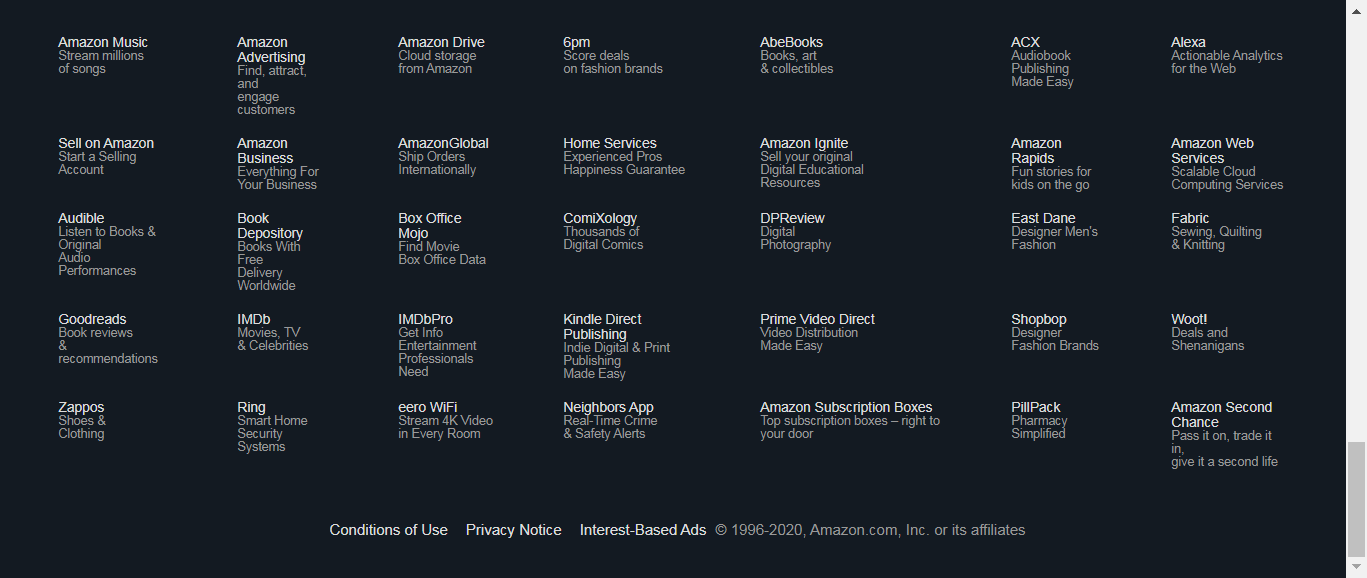 Amazon Music
Stream millions
of songs
Amazon
Advertising
Find, attract,
and
engage
customers
Amazon Drive
Cloud storage
from Amazon
6pm
Score deals
on fashion brands
AbeBooks
Books, art
& collectibles
ACX
Audiobook
Publishing
Made Easy
Alexa
Actionable Analytics
for the Web
Sell on Amazon
Start a Selling
Account
Amazon
Business
Everything For
Your Business
AmazonGlobal
Ship Orders
Internationally
Home Services
Experienced Pros
Happiness Guarantee
Amazon Ignite
Sell your original
Digital Educational
Resources
Amazon
Rapids
Fun stories for
kids on the go
Amazon Web
Services
Scalable Cloud
Computing Services
Audible
Listen to Books &
Original
Audio
Performances
Book
Depository
Books With
Free
Delivery
Worldwide
Box Office
Mojo
Find Movie
Box Office Data
ComiXology
Thousands of
Digital Comics
DPReview
Digital
Photography
East Dane
Designer Men's
Fashion
Fabric
Sewing, Quilting
& Knitting
Goodreads
Book reviews
&
recommendations
IMDb
Movies, TV
& Celebrities
IMDbPro
Get Info
Entertainment
Professionals
Need
Kindle Direct
Publishing
Indie Digital & Print
Publishing
Made Easy
Prime Video Direct
Video Distribution
Made Easy
Shopbop
Designer
Fashion Brands
Woot!
Deals and
Shenanigans
Zappos
Shoes &
Clothing
Ring
Smart Home
Security
Systems
eero WiFi
Stream 4K Video
in Every Room
Neighbors App
Real-Time Crime
& Safety Alerts
Amazon Subscription Boxes
Top subscription boxes – right to
your door
PillPack
Pharmacy
Simplified
Amazon Second
Chance
Pass it on, trade it
in,
give it a second life
Conditions of Use Privacy Notice Interest-Based Ads © 1996-2020, Amazon.com, Inc. or its affiliates